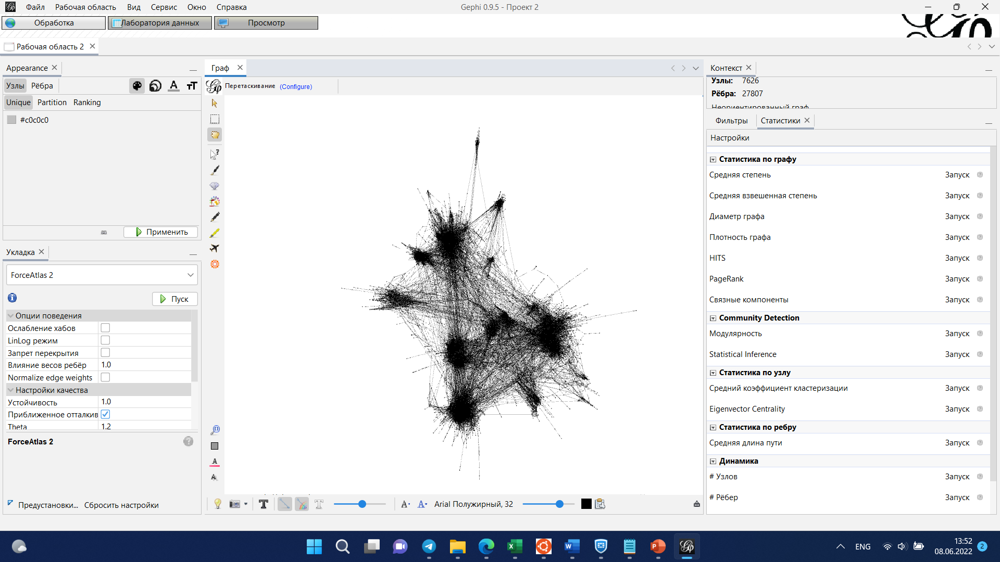 Файл Рабочая область Вид Сервис Окно Справка
Gephi 0.9.5 - Проект 2
Обработка
Лаборатория данных
Просмотр
Рабочая область 2
Appearance
Узлы Рёбра
Unique Partition Ranking
#c0c0c0
Применить
Укладка
ForceAtlas 2
Пуск
Опции поведения
Ослабление хабов
LinLog режим
Запрет перекрытия
Влияние весов ребёр 1.0
Normalize edge weights
Настройки качества
Устойчивость 1.0
Приближенное отталкив
Theta 1.2
ForceAtlas 2
Предустановки... Сбросить настройки
Граф
Перетаскивание (Configure)
Arial Полужирный, 32
Контекст
Узлы: 7626
Рёбра: 27807
Неориентированный граф
Фильтры Статистики
Настройки
Статистика по графу
Средняя степень Запуск
Средняя взвешенная степень Запуск
Диаметр графа Запуск
Плотность графа Запуск
HITS Запуск
PageRank Запуск
Связные компоненты Запуск
Community Detection
Модулярность Запуск
Statistical Inference Запуск
Статистика по узлу
Средний коэффициент кластеризации Запуск
Eigenvector Centrality Запуск
Статистика по ребру
Средняя длина пути Запуск
Динамика
# Узлов Запуск
# Рёбер Запуск
ENG
13:52
08.06.2022
2